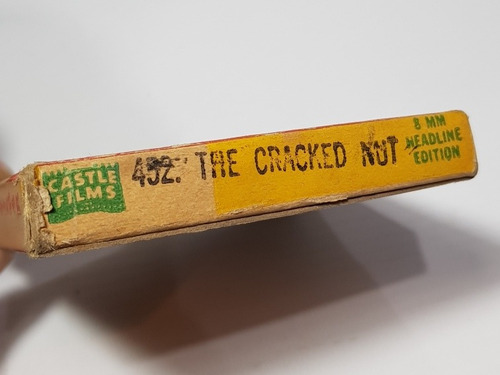 CASTLE
FILMS
452. THE CRACKED NUT
8 MM
HEADLINE
EDITION